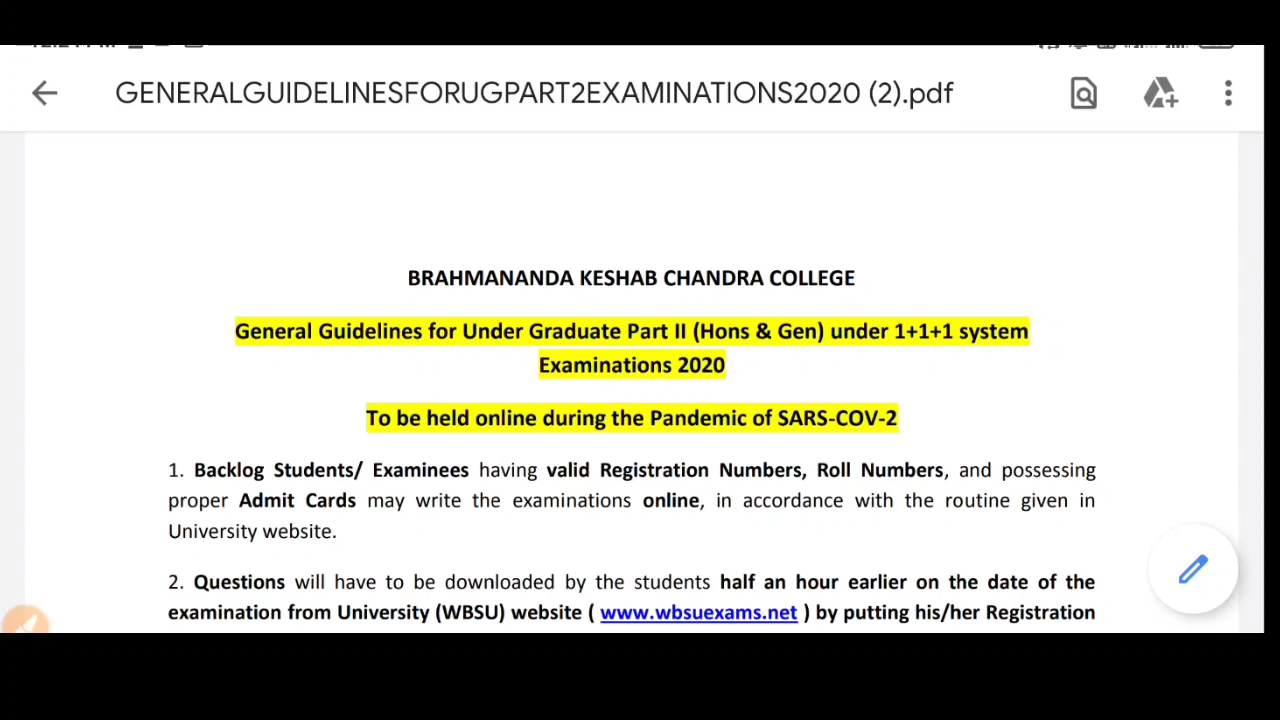 GENERALGUIDELINESFORUGPART2EXAMINATIONS2020 (2).pdf
BRAHMANANDA KESHAB CHANDRA COLLEGE
General Guidelines for Under Graduate Part II (Hons & Gen) under 1+1+1 system
Examinations 2020
To be held online during the Pandemic of SARS-COV-2
1. Backlog Students/ Examinees having valid Registration Numbers, Roll Numbers, and possessing
proper Admit Cards may write the examinations online, in accordance with the routine given in
University website.
2. Questions will have to be downloaded by the students half an hour earlier on the date of the
examination from University (WBSU) website ( www.wbsuexams.net ) by putting his/her Registration